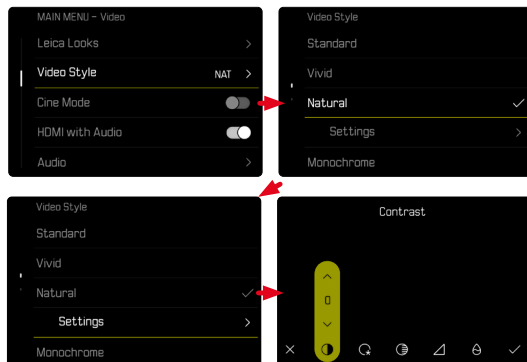 MAIN MENU – Video
Leica Looks
Video Style NAT
Cine Mode
HDMI with Audio
Audio
Video Style
Standard
Vivid
Natural
Settings
Monochrome
Video Style
Standard
Vivid
Natural
Settings
Monochrome
Contrast
0